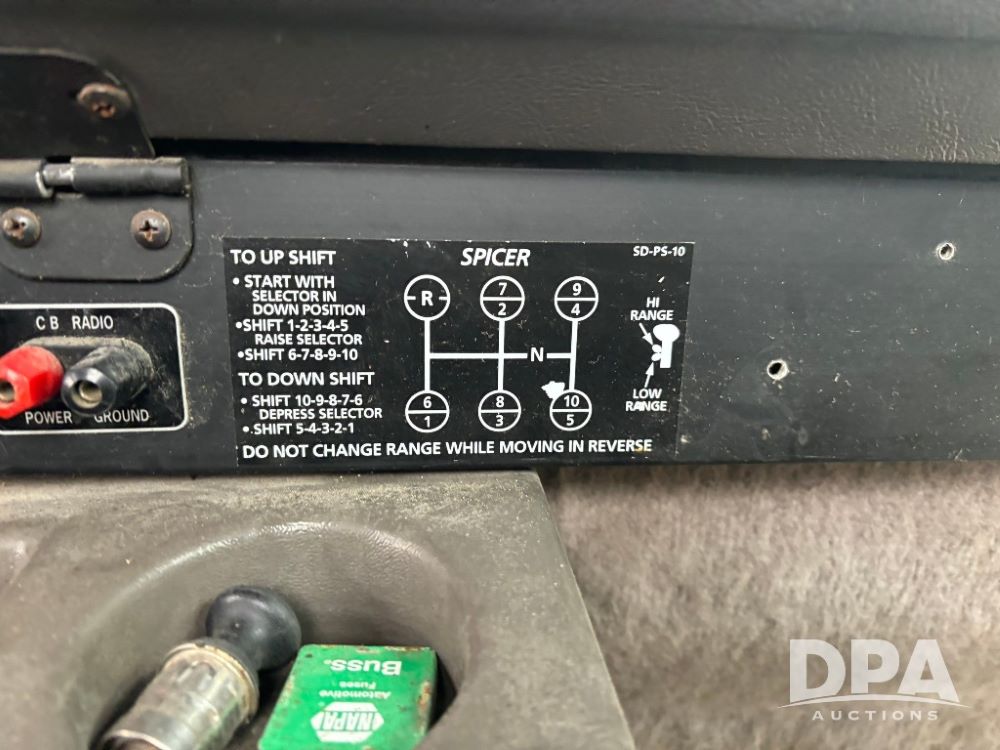 TO UP SHIFT
• START WITH
SELECTOR IN
DOWN POSITION
•SHIFT 1-2-3-4-5
RAISE SELECTOR
•SHIFT 6-7-8-9-10
TO DOWN SHIFT
• SHIFT 10-9-8-7-6
DEPRESS SELECTOR
•.SHIFT 5-4-3-2-1
SPICER
SD-PS-10
R
7
2
9
4
N
6
1
8
3
10
5
HI
RANGE
LOW
RANGE
DO NOT CHANGE RANGE WHILE MOVING IN REVERSE
CB RADIO
POWER GROUND
Buss.
Automotive
Fuses
NAPA
DPA
AUCTIONS